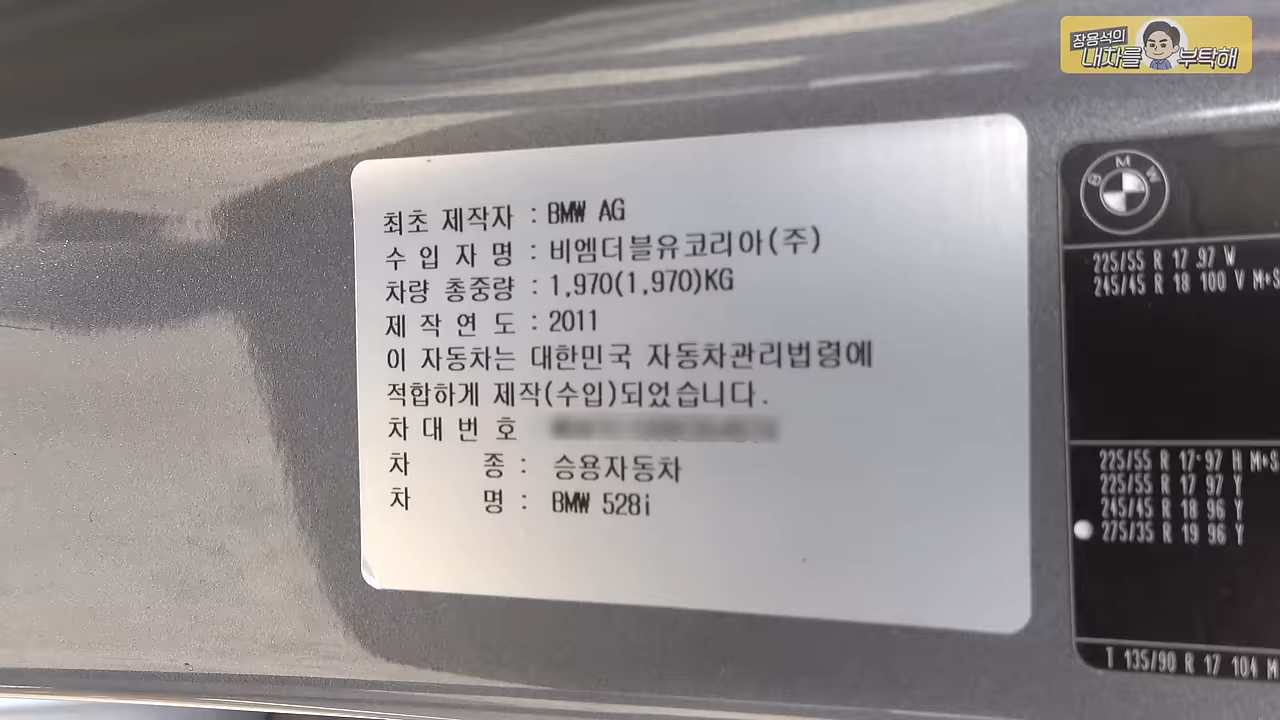 장용석의
내차를 부탁해
최초 제작자 : BMW AG
수 입 자 명 : 비엠더블유코리아(주)
차량 총중량 : 1,970(1,970)KG
제 작 연 도 : 2011
이 자동차는 대한민국 자동차관리법령에
적합하게 제작(수입)되었습니다.
차 대 번 호
차 종 : 승용자동차
차 명 : BMW 528i
BMW
225/55 R 17 97 W
245/45 R 18 100 V M+S
225/55 R 17 97 H M+S
225/55 R 17 97 Y
245/45 R 18 96 Y
275/35 R 19 96 Y
T 135/90 R 17 104 M